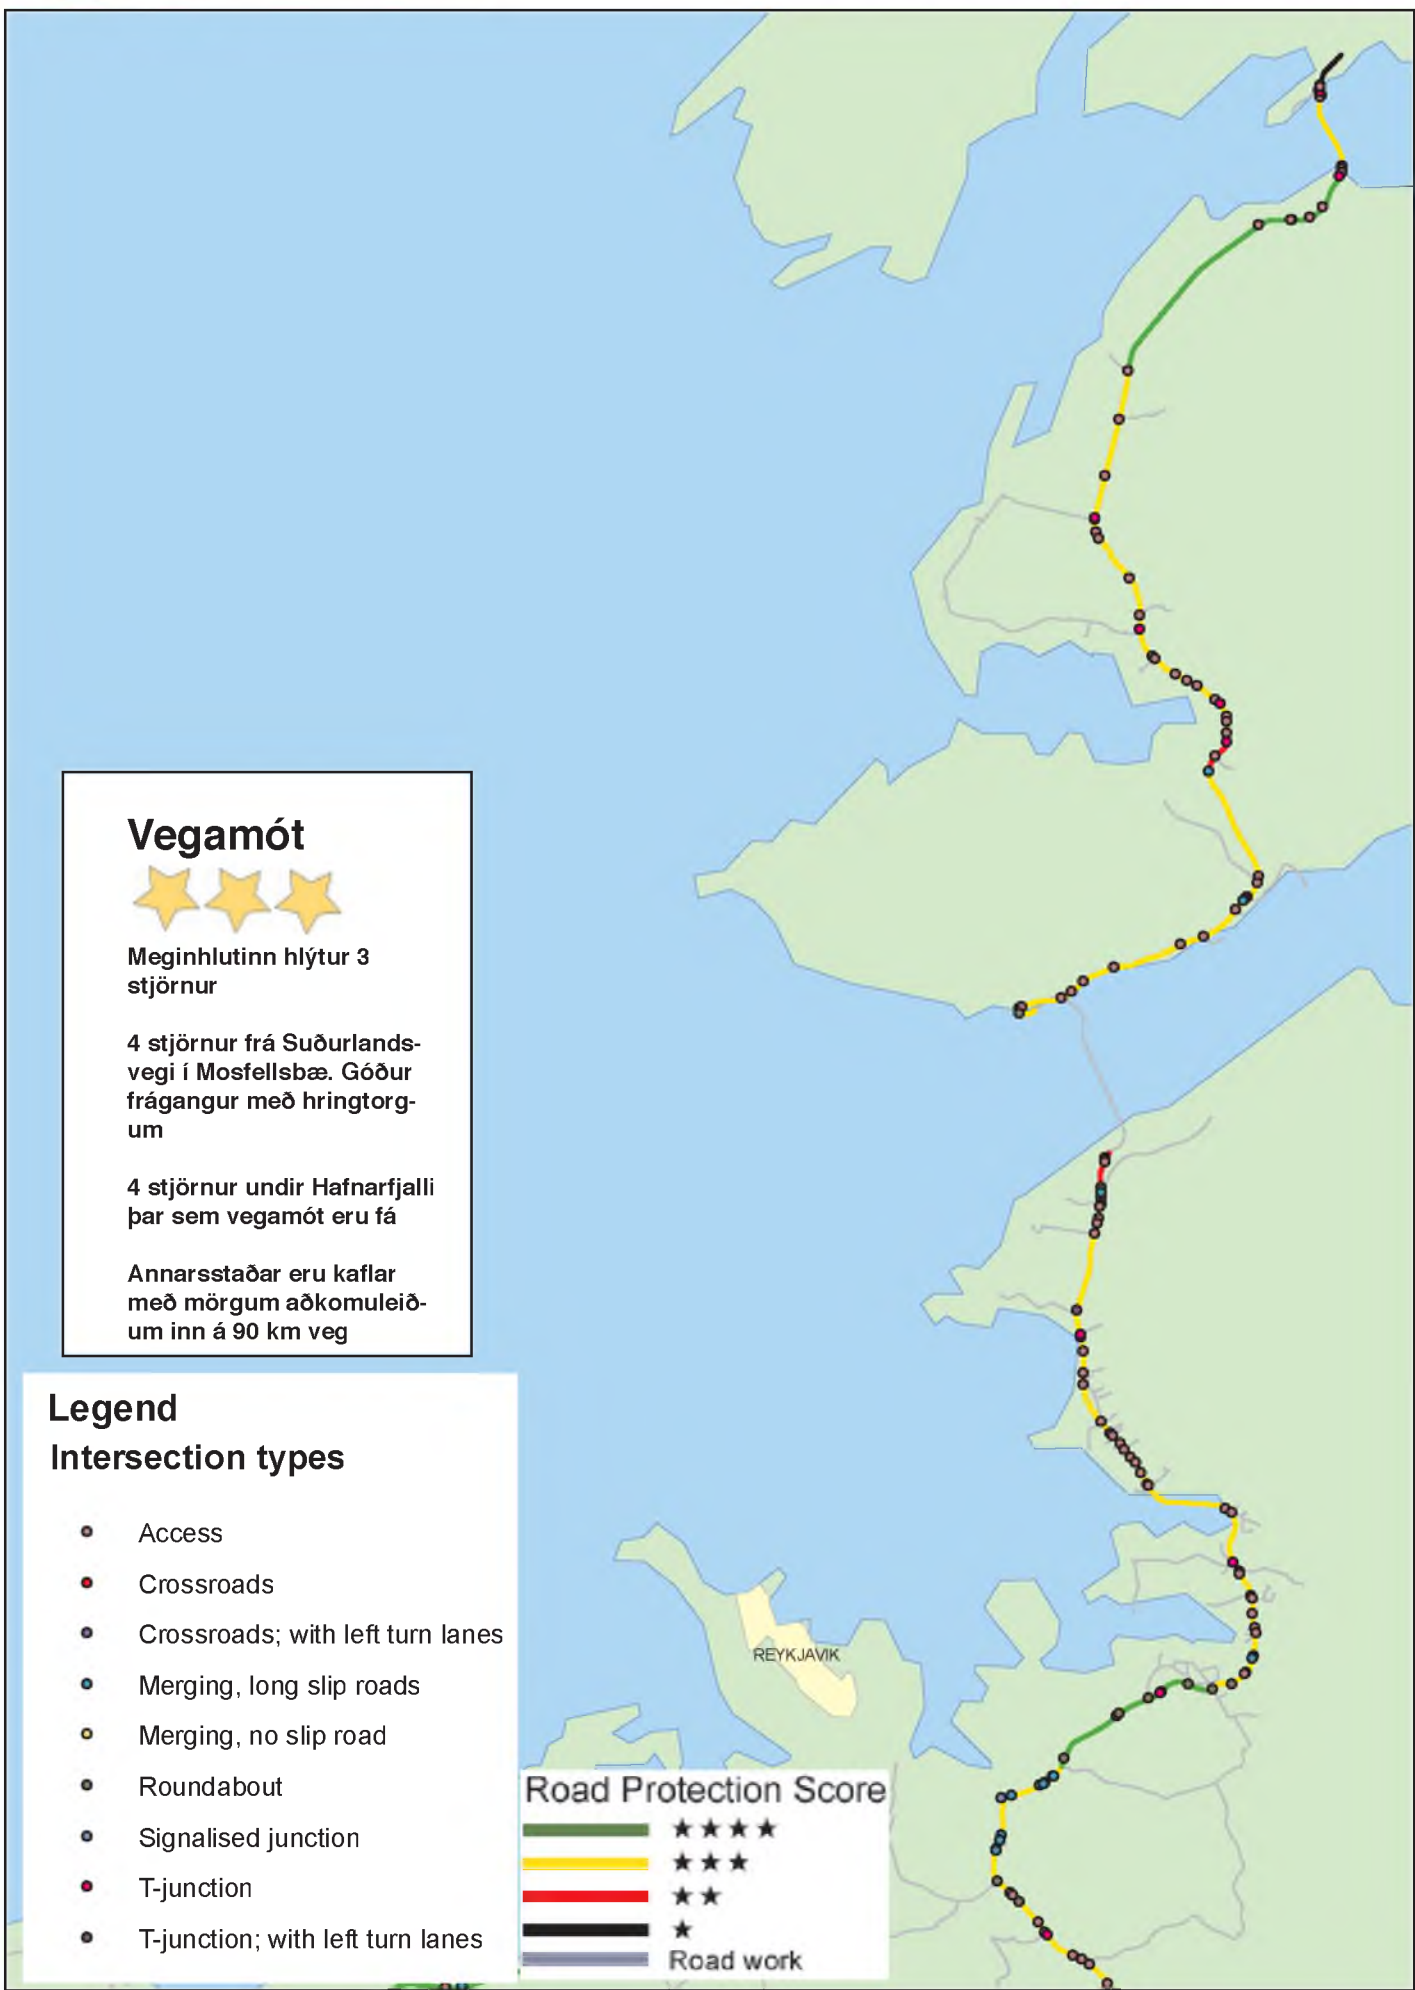 Vegamót
Meginhlutinn hlýtur 3
stjörnur
4 stjörnur frá Suðurlands-
vegi í Mosfellsbæ. Góður
frágangur með hringtorg-
um
4 stjörnur undir Hafnarfjalli
þar sem vegamót eru fá
Annarsstaðar eru kaflar
með mörgum aðkomuleið-
um inn á 90 km veg
Legend
Intersection types
Access
Crossroads
Crossroads; with left turn lanes
Merging, long slip roads
Merging, no slip road
Roundabout
Signalised junction
T-junction
T-junction; with left turn lanes
REYKJAVIK
Road Protection Score
★★★★
★★★
★★
★
Road work